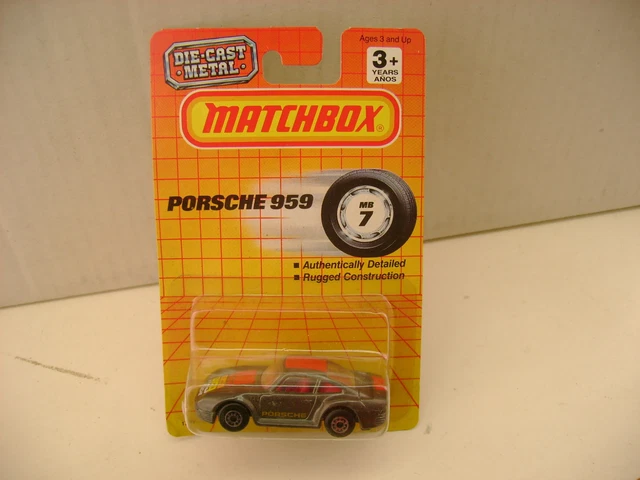 DIE-CAST
· METAL ·
Ages 3 and Up
3+
YEARS
AÑOS
MATCHBOX®
PORSCHE 959
MB
7
■ Authentically Detailed
■ Rugged Construction
PORSCHE